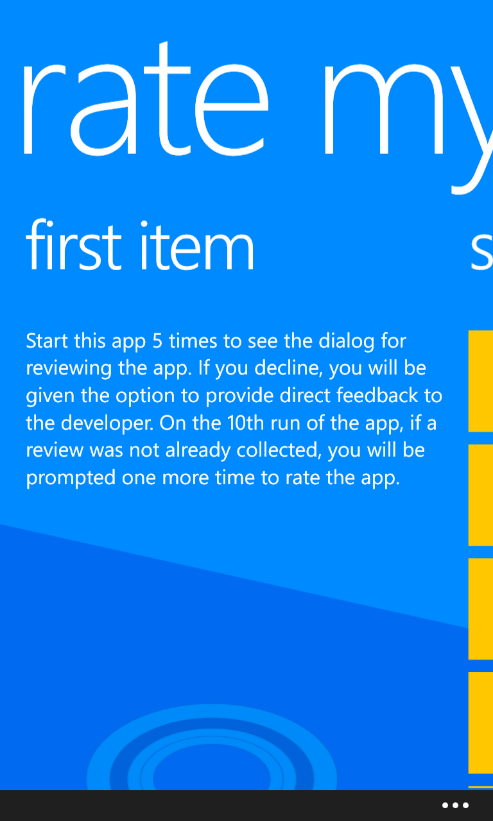 rate my
first item
s
Start this app 5 times to see the dialog for
reviewing the app. If you decline, you will be
given the option to provide direct feedback to
the developer. On the 10th run of the app, if a
review was not already collected, you will be
prompted one more time to rate the app.